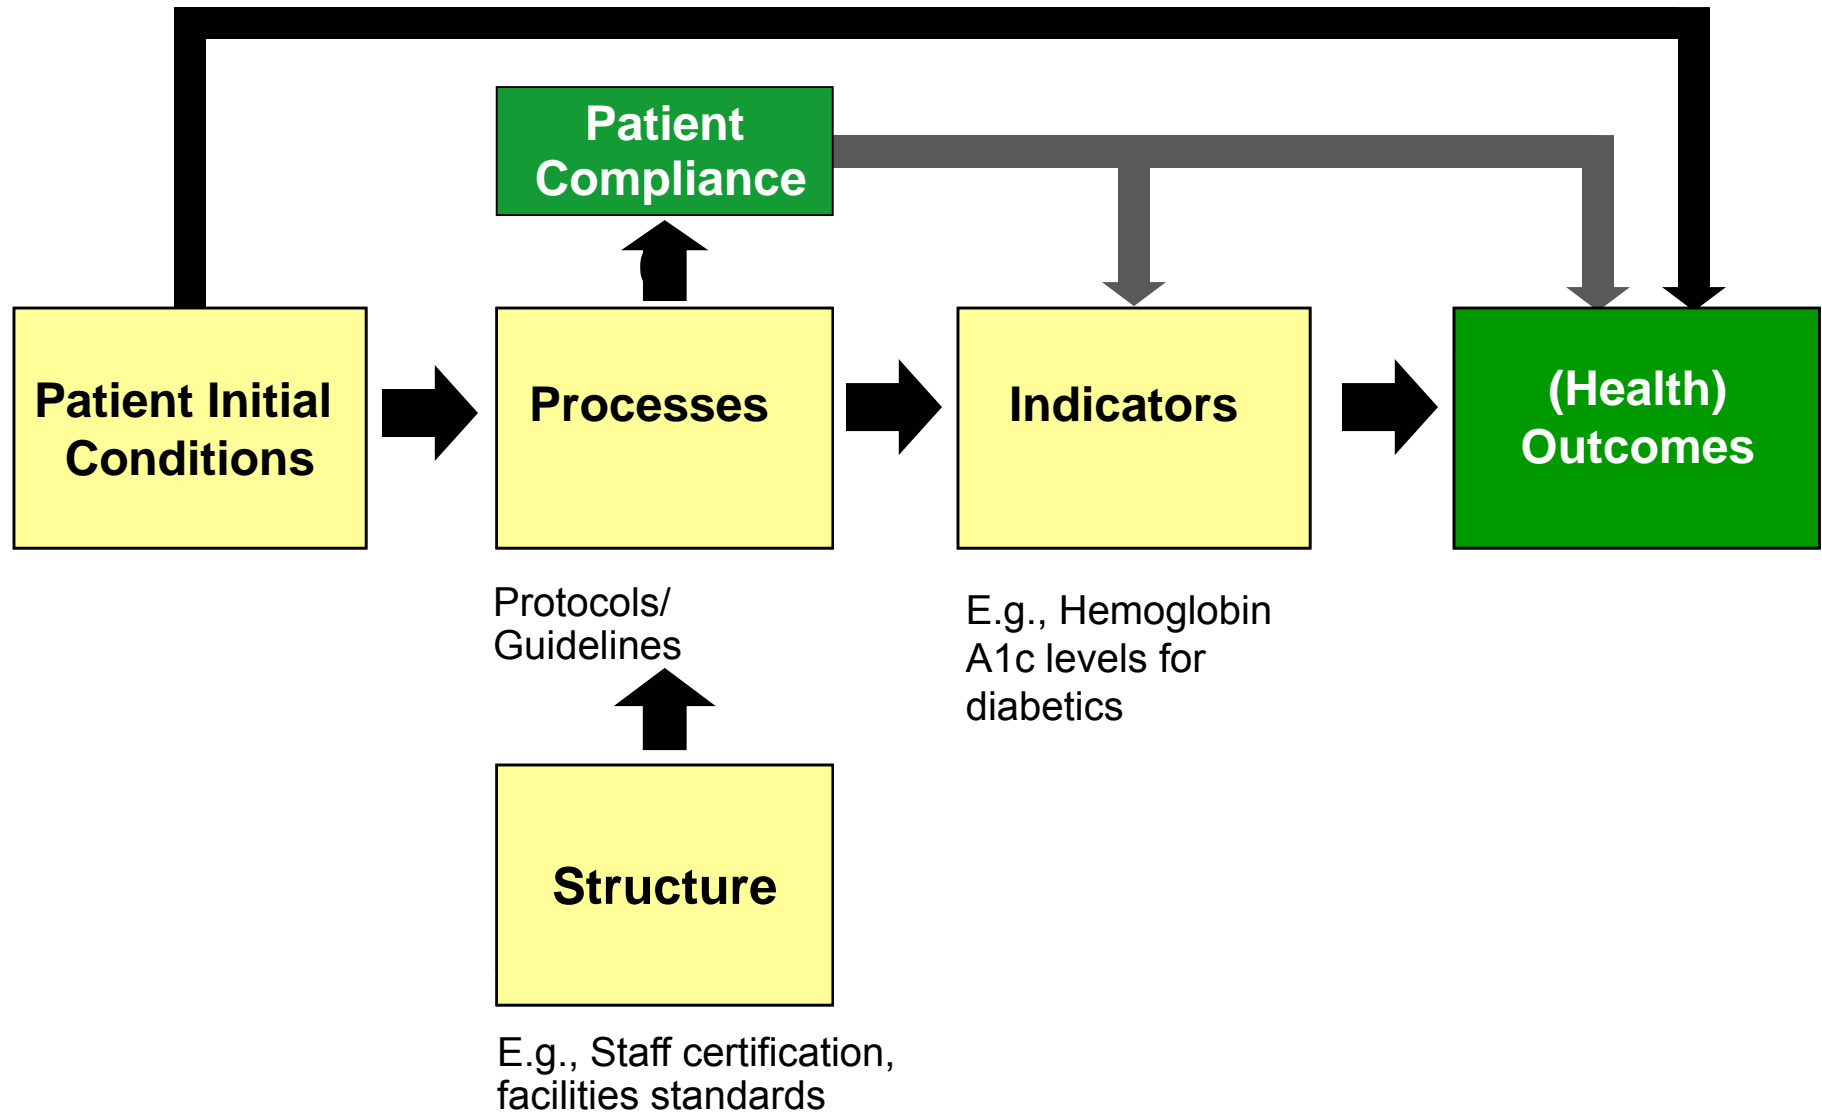 Patient
Compliance
Patient Initial
Conditions
Processes
Indicators
(Health)
Outcomes
Protocols/
Guidelines
E.g., Hemoglobin
A1c levels for
diabetics
Structure
E.g., Staff certification,
facilities standards